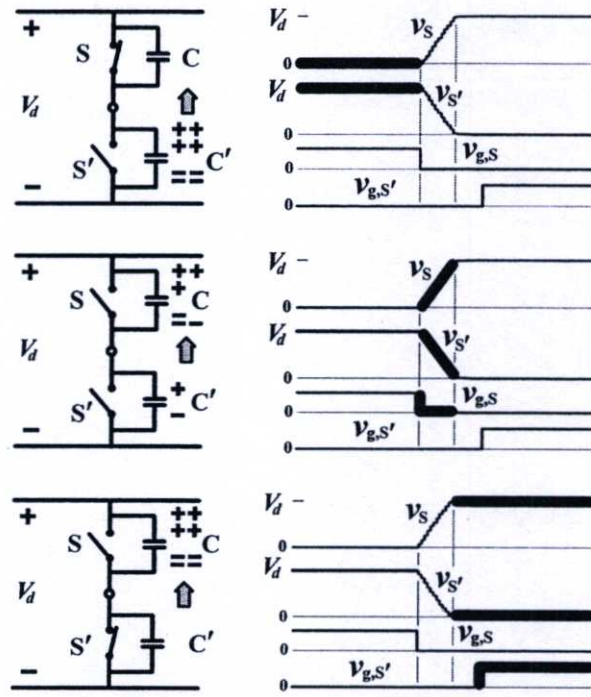 +
S
C
V_d
++
++
S'
==
C'
−
V_d
v_S
0
V_d
v_S'
0
v_g,S
0
v_g,S'
0
+
++
+
S
C
=-
V_d
S'
+
−
C'
−
V_d
v_S
0
V_d
v_S'
0
v_g,S
0
v_g,S'
0
+
++
++
S
C
==
V_d
S'
C'
−
V_d
v_S
0
V_d
v_S'
0
v_g,S
0
v_g,S'
0